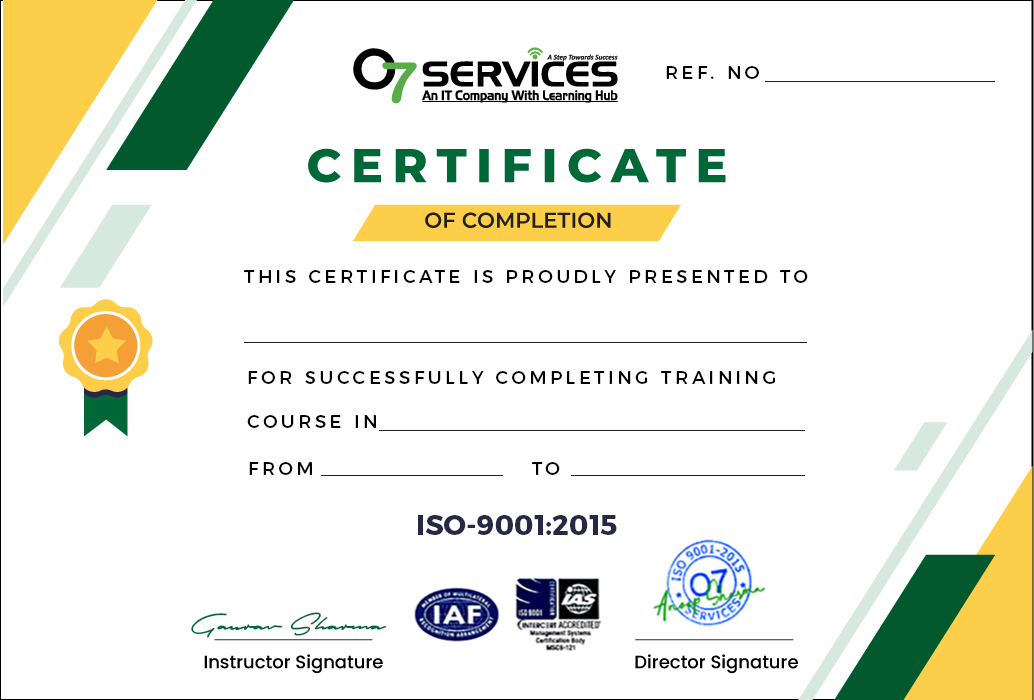 A Step Towards Success
O7 SERVICES
An IT Company With Learning Hub
REF. NO
CERTIFICATE
OF COMPLETION
THIS CERTIFICATE IS PROUDLY PRESENTED TO
FOR SUCCESSFULLY COMPLETING TRAINING
COURSE IN
FROM TO
ISO-9001:2015
ISO 9001-2015
O7
SERVICES
MEMBER OF MULTILATERAL
IAF
RECOGNITION ARRANGEMENT
ISO 9001
IAS
INTERCERT ACCREDITED
Management Systems
Certification Body
MSCB-121
Gaurav Sharma
Instructor Signature
Director Signature